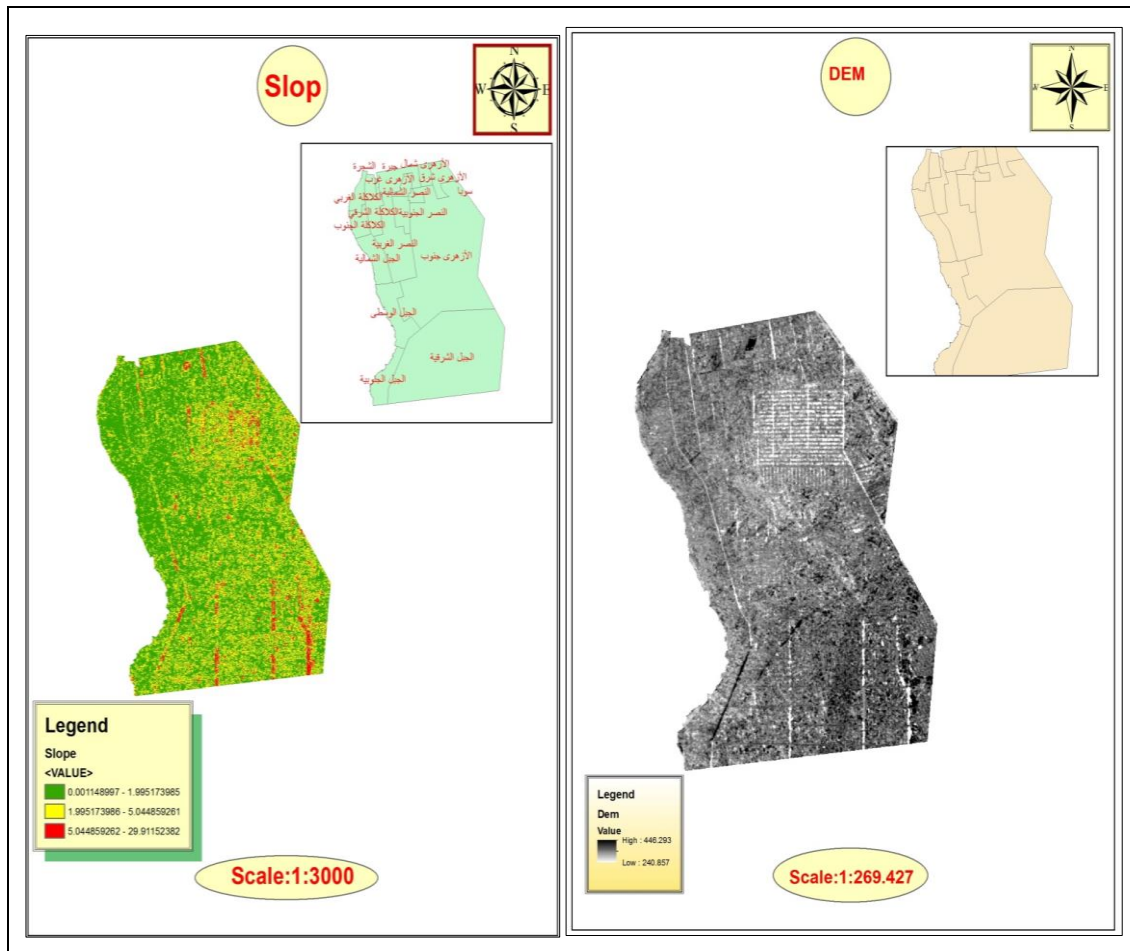 Slop
N
W E
S
الأزهرى شمال
جبرة
الشجرة
الأزهرى شرق
الأزهرى غرب
سوبا
النصر الشمالية
الكلاكلة الغربي
النصر الجنوبية
الكلاكلة الشرقي
الكلاكلة الجنوب
النصر الغربية
الأزهرى جنوب
الجبل الشمالية
الجبل الوسطى
الجبل الشرقية
الجبل الجنوبية
Legend
Slope
<VALUE>
0.001148997 - 1.995173985
1.995173986 - 5.044859261
5.044859262 - 29.91152382
Scale:1:3000
DEM
N
W E
S
Legend
Dem
Value
High : 446.293
Low : 240.857
Scale:1:269.427